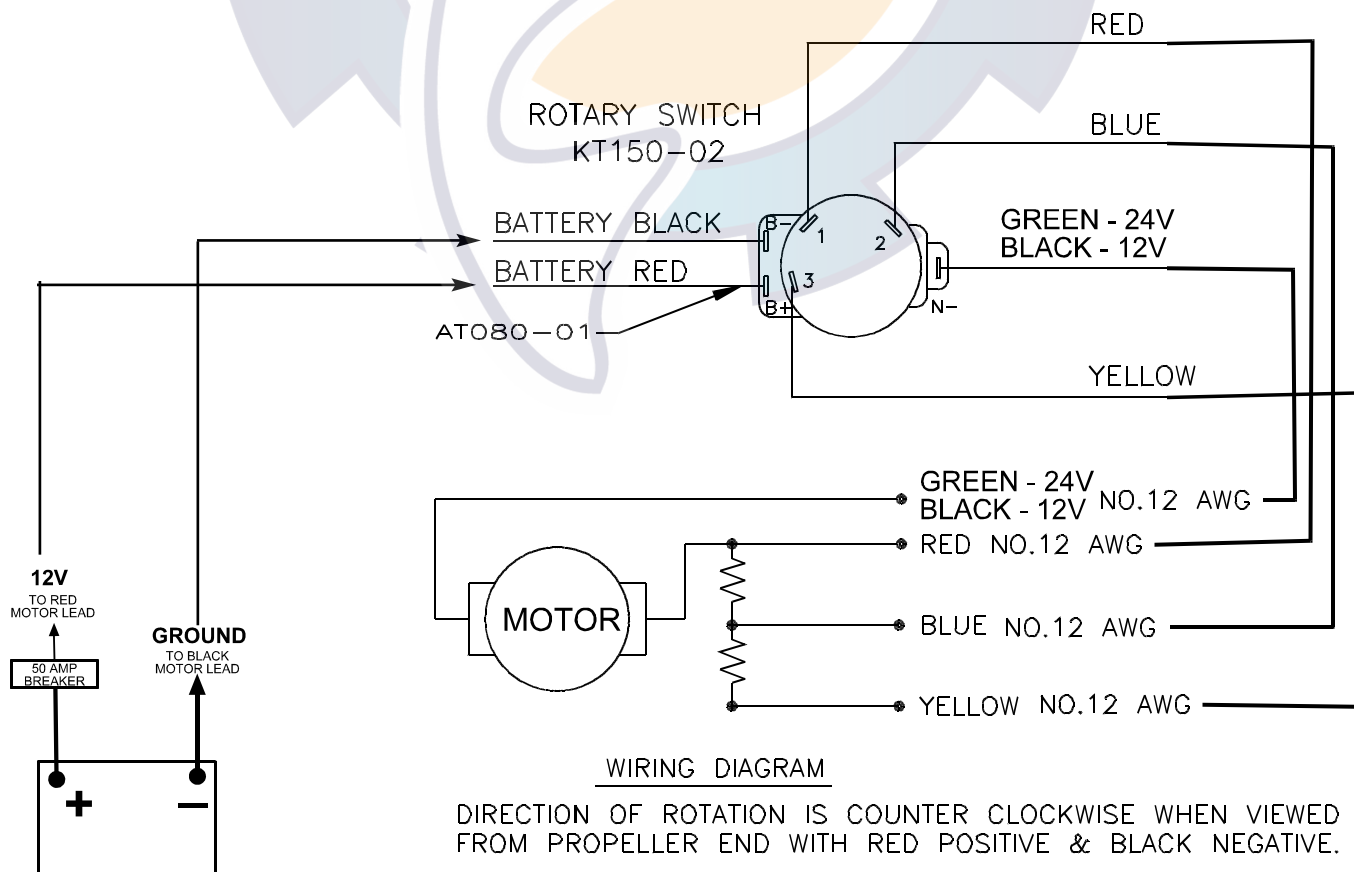 RED
ROTARY SWITCH
KT150-02
BLUE
BATTERY BLACK
B-
1
2
GREEN - 24V
BLACK - 12V
BATTERY RED
3
B+
N-
AT080-01
YELLOW
GREEN - 24V
BLACK - 12V
NO.12 AWG
RED NO.12 AWG
12V
TO RED
MOTOR LEAD
MOTOR
BLUE NO.12 AWG
GROUND
TO BLACK
MOTOR LEAD
50 AMP
BREAKER
YELLOW NO.12 AWG
+
-
WIRING DIAGRAM
DIRECTION OF ROTATION IS COUNTER CLOCKWISE WHEN VIEWED
FROM PROPELLER END WITH RED POSITIVE & BLACK NEGATIVE.